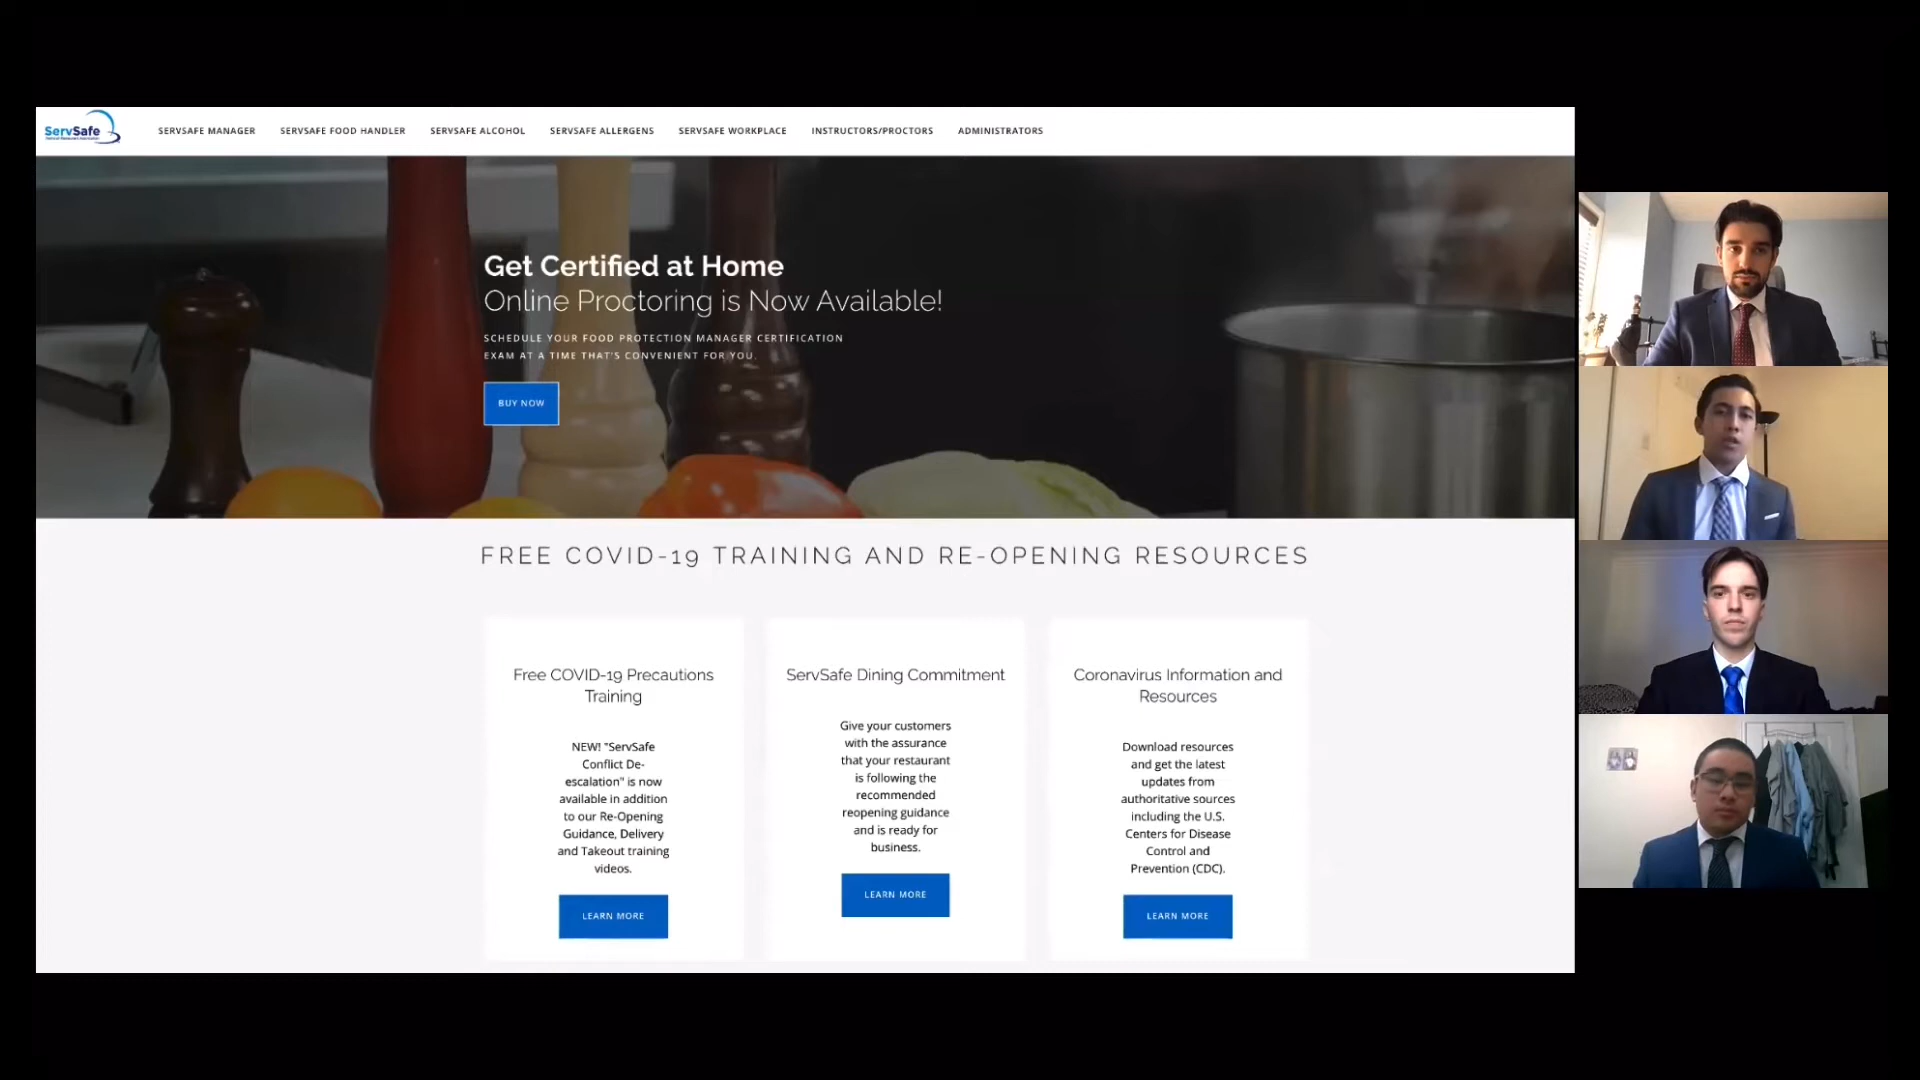 ServSafe
SERVSAFE MANAGER SERVSAFE FOOD HANDLER SERVSAFE ALCOHOL SERVSAFE ALLERGENS SERVSAFE WORKPLACE INSTRUCTORS/PROCTORS ADMINISTRATORS
Get Certified at Home
Online Proctoring is Now Available!
SCHEDULE YOUR FOOD PROTECTION MANAGER CERTIFICATION
EXAM AT A TIME THAT'S CONVENIENT FOR YOU.
BUY NOW
FREE COVID-19 TRAINING AND RE-OPENING RESOURCES
Free COVID-19 Precautions
Training
NEW! "ServSafe
Conflict De-
escalation" is now
available in addition
to our Re-Opening
Guidance, Delivery
and Takeout training
videos.
LEARN MORE
ServSafe Dining Commitment
Give your customers
with the assurance
that your restaurant
is following the
recommended
reopening guidance
and is ready for
business.
LEARN MORE
Coronavirus Information and
Resources
Download resources
and get the latest
updates from
authoritative sources
including the U.S.
Centers for Disease
Control and
Prevention (CDC).
LEARN MORE